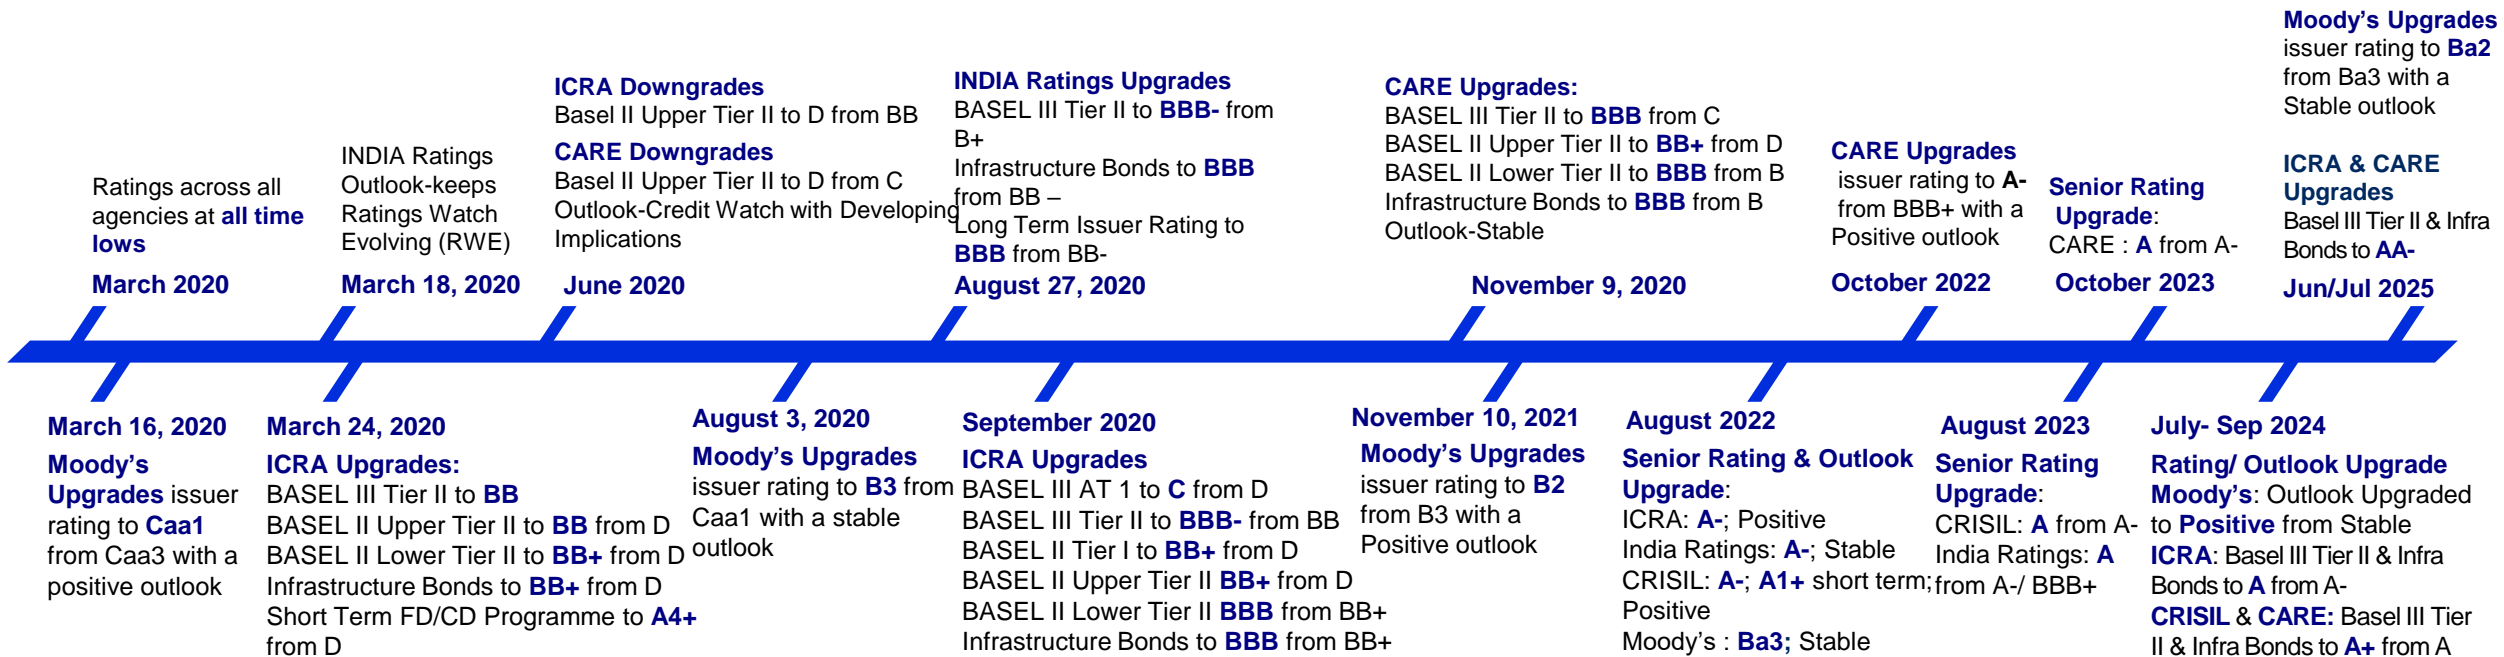 Ratings across all
agencies at all time
lows
March 2020
INDIA Ratings
Outlook-keeps
Ratings Watch
Evolving (RWE)
March 18, 2020
ICRA Downgrades
Basel II Upper Tier II to D from BB
CARE Downgrades
Basel II Upper Tier II to D from C
Outlook-Credit Watch with Developing
Implications
June 2020
INDIA Ratings Upgrades
BASEL III Tier II to BBB- from
B+
Infrastructure Bonds to BBB
from BB –
Long Term Issuer Rating to
BBB from BB-
August 27, 2020
CARE Upgrades:
BASEL III Tier II to BBB from C
BASEL II Upper Tier II to BB+ from D
BASEL II Lower Tier II to BBB from B
Infrastructure Bonds to BBB from B
Outlook-Stable
November 9, 2020
CARE Upgrades
issuer rating to A-
from BBB+ with a
Positive outlook
October 2022
Senior Rating
Upgrade:
CARE : A from A-
October 2023
Moody’s Upgrades
issuer rating to Ba2
from Ba3 with a
Stable outlook
ICRA & CARE
Upgrades
Basel III Tier II & Infra
Bonds to AA-
Jun/Jul 2025
March 16, 2020
Moody’s
Upgrades issuer
rating to Caa1
from Caa3 with a
positive outlook
March 24, 2020
ICRA Upgrades:
BASEL III Tier II to BB
BASEL II Upper Tier II to BB from D
BASEL II Lower Tier II to BB+ from D
Infrastructure Bonds to BB+ from D
Short Term FD/CD Programme to A4+
from D
August 3, 2020
Moody’s Upgrades
issuer rating to B3 from
Caa1 with a stable
outlook
September 2020
ICRA Upgrades
BASEL III AT 1 to C from D
BASEL III Tier II to BBB- from BB
BASEL II Tier I to BB+ from D
BASEL II Upper Tier II BB+ from D
BASEL II Lower Tier II BBB from BB+
Infrastructure Bonds to BBB from BB+
November 10, 2021
Moody’s Upgrades
issuer rating to B2
from B3 with a
Positive outlook
August 2022
Senior Rating & Outlook
Upgrade:
ICRA: A-; Positive
India Ratings: A-; Stable
CRISIL: A-; A1+ short term;
Positive
Moody’s : Ba3; Stable
August 2023
Senior Rating
Upgrade:
CRISIL: A from A-
India Ratings: A
from A-/ BBB+
July- Sep 2024
Rating/ Outlook Upgrade
Moody’s: Outlook Upgraded
to Positive from Stable
ICRA: Basel III Tier II & Infra
Bonds to A from A-
CRISIL & CARE: Basel III Tier
II & Infra Bonds to A+ from A